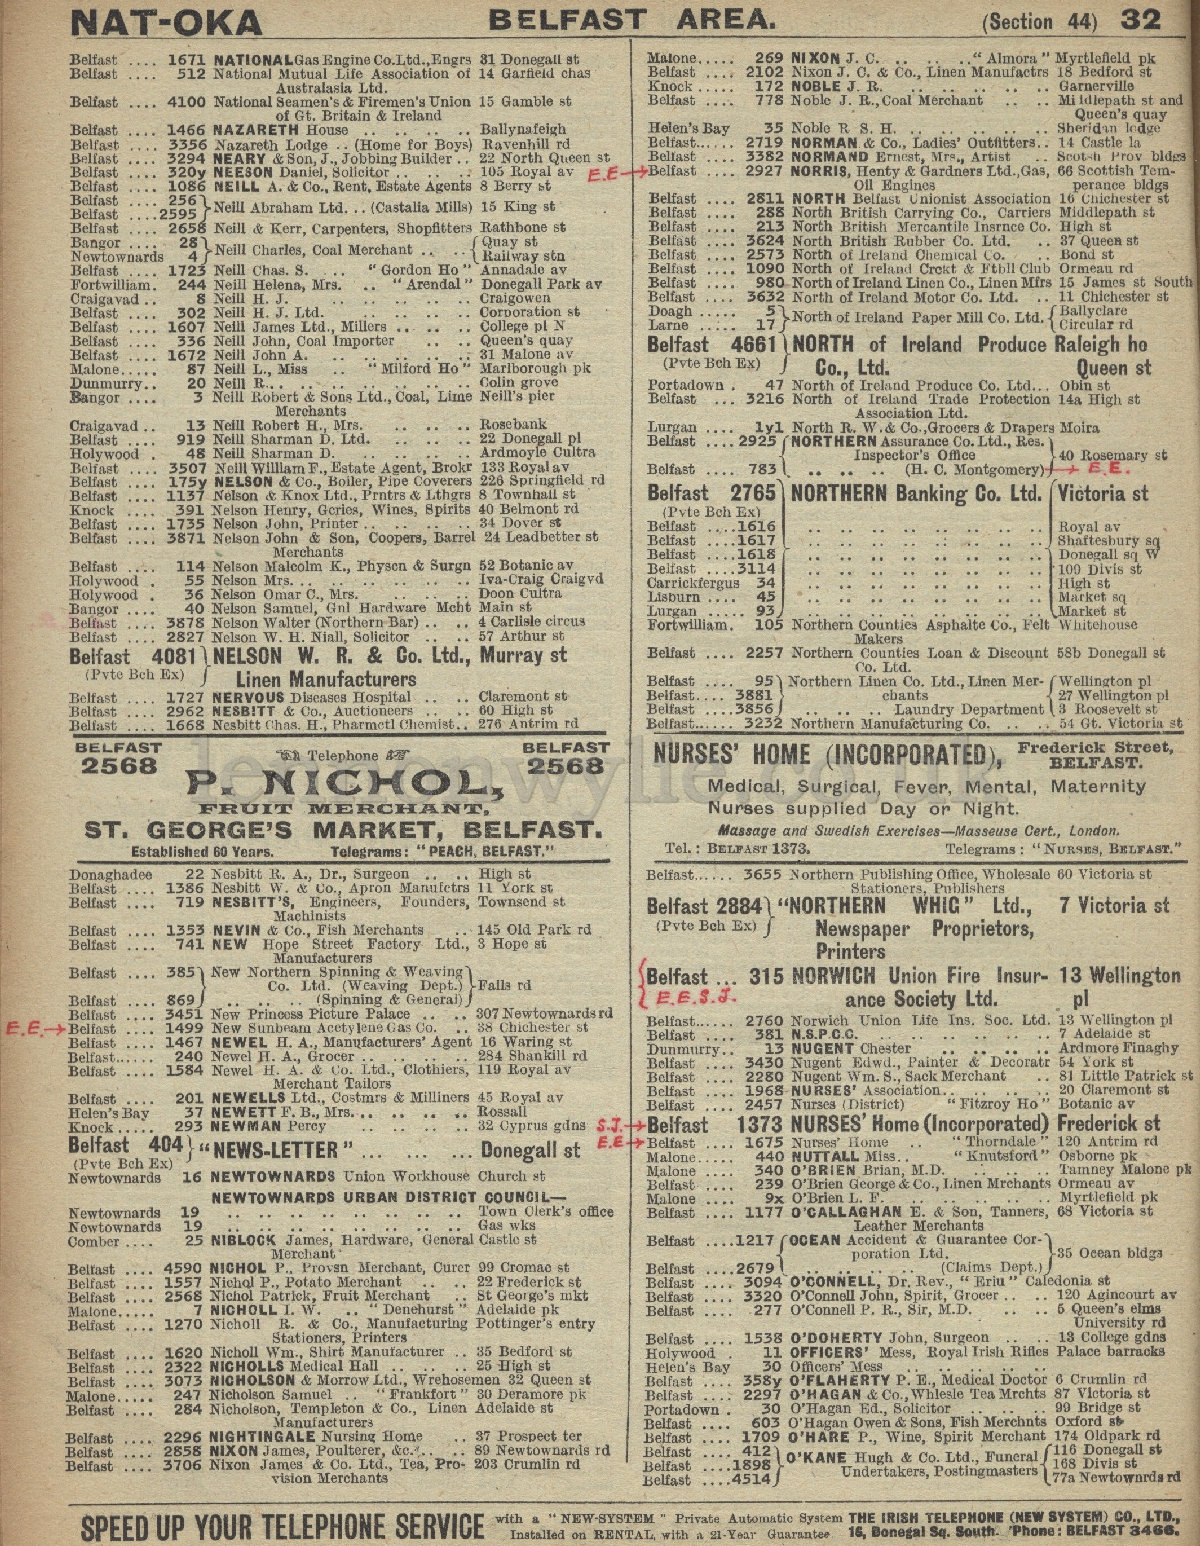 NAT-OKA
BELFAST AREA.
(Section 44) 32
Belfast .... 1671 NATIONAL Gas Engine Co.Ltd.,Engrs 31 Donegall st
Belfast .... 512 National Mutual Life Association of 14 Garfield chas
Australasia Ltd.
Belfast .... 4100 National Seamen's & Firemen's Union 15 Gamble st
of Gt. Britain & Ireland
Belfast .... 1466 NAZARETH House .. .. .. .. Ballynafeigh
Belfast .... 3356 Nazareth Lodge .. (Home for Boys) Ravenhill rd
Belfast .... 3294 NEARY & Son, J., Jobbing Builder .. 22 North Queen st
Belfast .... 320y NEESON Daniel, Solicitor .. .. .. 105 Royal av
Belfast .... 1086 NEILL A. & Co., Rent, Estate Agents 8 Berry st
Belfast .... 256
Belfast ....2595 } Neill Abraham Ltd. .. (Castalia Mills) 15 King st
Belfast .... 2658 Neill & Kerr, Carpenters, Shopfitters Rathbone st
Bangor .... 28 } Neill Charles, Coal Merchant .. { Quay st
Newtownards 4 Railway stn
Belfast .... 1723 Neill Chas. S. .. "Gordon Ho" Annadale av
Fortwilliam. 244 Neill Helena, Mrs. .. "Arendal" Donegall Park av
Craigavad .. 8 Neill H. J. .. .. .. .. Craigowen
Belfast .... 302 Neill H. J. Ltd. .. .. .. .. Corporation st
Belfast .... 1607 Neill James Ltd., Millers .. .. .. College pl N
Belfast .... 336 Neill John, Coal Importer .. .. Queen's quay
Belfast .... 1672 Neill John A. .. .. .. .. 31 Malone av
Malone..... 87 Neill L., Miss .. "Milford Ho" Marlborough pk
Dunmurry.. 20 Neill R... .. .. .. .. Colin grove
Bangor .... 3 Neill Robert & Sons Ltd., Coal, Lime Neill's pier
Merchants
Craigavad .. 13 Neill Robert H., Mrs. .. .. .. Rosebank
Belfast .... 919 Neill Sharman D. Ltd. .. .. .. 22 Donegall pl
Holywood . 48 Neill Sharman D. .. .. .. Ardmoyle Cultra
Belfast .... 3507 Neill William F., Estate Agent, Brokr 133 Royal av
Belfast .... 175y NELSON & Co., Boiler, Pipe Coverers 226 Springfield rd
Belfast .... 1137 Nelson & Knox Ltd., Prntrs & Lthgrs 8 Townhall st
Knock .... 391 Nelson Henry, Gcries, Wines, Spirits 40 Belmont rd
Belfast .... 1735 Nelson John, Printer .. .. .. .. 34 Dover st
Belfast .... 3871 Nelson John & Son, Coopers, Barrel 24 Leadbetter st
Merchants
Belfast .... 114 Nelson Malcolm K., Physcn & Surgn 52 Botanic av
Holywood . 55 Nelson Mrs. .. .. .. .. .. Iva-Craig Craigvd
Holywood . 36 Nelson Omar C., Mrs. .. .. .. Doon Cultra
Bangor .... 40 Nelson Samuel, Gnl Hardware Mcht Main st
Belfast .... 3878 Nelson Walter (Northern Bar) .. .. 4 Carlisle circus
Belfast .... 2827 Nelson W. H. Niall, Solicitor .. .. 57 Arthur st
Belfast 4081 } NELSON W. R. & Co. Ltd., Murray st
(Pvte Bch Ex) Linen Manufacturers
Belfast .... 1727 NERVOUS Diseases Hospital .. .. Claremont st
Belfast .... 2962 NESBITT & Co., Auctioneers .. .. 60 High st
Belfast .... 1668 Nesbitt Chas. H., Pharmctl Chemist.. 276 Antrim rd
BELFAST 2568
Telephone
BELFAST 2568
P. NICHOL,
FRUIT MERCHANT,
ST. GEORGE'S MARKET, BELFAST.
Established 60 Years. Telegrams: "PEACH, BELFAST."
Donaghadee 22 Nesbitt R. A., Dr., Surgeon .. .. High st
Belfast .... 1386 Nesbitt W. & Co., Apron Manufctrs 11 York st
Belfast .... 719 NESBITT'S, Engineers, Founders, Townsend st
Machinists
Belfast .... 1353 NEVIN & Co., Fish Merchants .. 145 Old Park rd
Belfast .... 741 NEW Hope Street Factory Ltd., 3 Hope st
Manufacturers
Belfast .... 385 } New Northern Spinning & Weaving
Co. Ltd. (Weaving Dept.) } Falls rd
Belfast .... 869 .. .. .. (Spinning & General)
Belfast .... 3451 New Princess Picture Palace .. .. 307 Newtownards rd
E.E.→ Belfast .... 1499 New Sunbeam Acetylene Gas Co. .. 38 Chichester st
Belfast .... 1467 NEWEL H. A., Manufacturers' Agent 16 Waring st
Belfast...... 240 Newel H. A., Grocer .. .. .. .. 284 Shankill rd
Belfast .... 1584 Newel H. A. & Co. Ltd., Clothiers, 119 Royal av
Merchant Tailors
Belfast .... 201 NEWELLS Ltd., Costmrs & Milliners 45 Royal av
Helen's Bay 37 NEWETT F. B., Mrs. .. .. .. .. Rossall
Knock..... 293 NEWMAN Percy .. .. .. 32 Cyprus gdns
Belfast 404 } "NEWS-LETTER" ... ... ... Donegall st
(Pvte Bch Ex)
Newtownards 16 NEWTOWNARDS Union Workhouse Church st
NEWTOWNARDS URBAN DISTRICT COUNCIL—
Newtownards 19 .. .. .. .. .. .. Town Clerk's office
Newtownards 19 .. .. .. .. .. .. Gas wks
Comber .... 25 NIBLOCK James, Hardware, General Castle st
Merchant
Belfast .... 4590 NICHOL P., Provsn Merchant, Curer 99 Cromac st
Belfast .... 1557 Nichol P., Potato Merchant .. .. 22 Frederick st
Belfast .... 2568 Nichol Patrick, Fruit Merchant .. St George's mkt
Malone..... 7 NICHOLL I. W. .. "Denehurst" Adelaide pk
Belfast .... 1270 Nicholl R. & Co., Manufacturing Pottinger's entry
Stationers, Printers
Belfast .... 1620 Nicholl Wm., Shirt Manufacturer .. 35 Bedford st
Belfast .... 2322 NICHOLLS Medical Hall .. .. .. 25 High st
Belfast .... 3073 NICHOLSON & Morrow Ltd., Wrehosemen 32 Queen st
Malone..... 247 Nicholson Samuel .. "Frankfort" 30 Deramore pk
Belfast .... 284 Nicholson, Templeton & Co., Linen Adelaide st
Manufacturers
Belfast .... 2296 NIGHTINGALE Nursing Home .. 37 Prospect ter
Belfast .... 2858 NIXON James, Poulterer, &c. .. .. 89 Newtownards rd
Belfast .... 3706 Nixon James & Co. Ltd., Tea, Pro- 203 Crumlin rd
vision Merchants
Malone..... 269 NIXON J. C. .. .. .. "Almora" Myrtlefield pk
Belfast .... 2102 Nixon J. C. & Co., Linen Manufactrs 18 Bedford st
Knock ..... 172 NOBLE J. R. .. .. .. .. .. Garnerville
Belfast .... 778 Noble J. R., Coal Merchant .. .. Middlepath st and
Queen's quay
Helen's Bay 35 Noble R S. H. .. .. .. .. .. Sheridan lodge
Belfast..... 2719 NORMAN & Co., Ladies' Outfitters.. 14 Castle la
Belfast .... 3382 NORMAND Ernest, Mrs., Artist .. Scotsh Prov bldgs
E.E→ Belfast .... 2927 NORRIS, Henty & Gardners Ltd.,Gas, 66 Scottish Tem-
Oil Engines perance bldgs
Belfast .... 2811 NORTH Belfast Unionist Association 16 Chichester st
Belfast .... 288 North British Carrying Co., Carriers Middlepath st
Belfast .... 213 North British Mercantile Insrnce Co. High st
Belfast .... 3624 North British Rubber Co. Ltd. .. 37 Queen st
Belfast .... 2573 North of Ireland Chemical Co. .. Bond st
Belfast .... 1090 North of Ireland Crckt & Ftbll Club Ormeau rd
Belfast .... 980 North of Ireland Linen Co., Linen Mfrs 15 James st South
Belfast .... 3632 North of Ireland Motor Co. Ltd. .. 11 Chichester st
Doagh ..... 5 } North of Ireland Paper Mill Co. Ltd. { Ballyclare
Larne ..... 17 Circular rd
Belfast 4661 } NORTH of Ireland Produce Raleigh ho
(Pvte Bch Ex) Co., Ltd. Queen st
Portadown . 47 North of Ireland Produce Co. Ltd... Obin st
Belfast ... 3216 North of Ireland Trade Protection 14a High st
Association Ltd.
Lurgan .... 1y1 North R. W. & Co.,Grocers & Drapers Moira
Belfast .... 2925 { NORTHERN Assurance Co. Ltd., Res.
Inspector's Office } 40 Rosemary st
Belfast .... 783 .. .. .. (H. C. Montgomery) → E.E.
Belfast 2765 } NORTHERN Banking Co. Ltd. { Victoria st
(Pvte Bch Ex)
Belfast ....1616 .. .. .. .. .. .. Royal av
Belfast ....1617 .. .. .. .. .. .. Shaftesbury sq
Belfast ....1618 .. .. .. .. .. .. Donegall sq W
Belfast ....3114 .. .. .. .. .. .. 109 Divis st
Carrickfergus 34 .. .. .. .. .. .. High st
Lisburn .... 45 .. .. .. .. .. .. Market sq
Lurgan .... 93 .. .. .. .. .. .. Market st
Fortwilliam. 105 Northern Counties Asphalte Co., Felt Whitehouse
Makers
Belfast .... 2257 Northern Counties Loan & Discount 58b Donegall st
Co. Ltd.
Belfast .... 95 } Northern Linen Co. Ltd., Linen Mer- { Wellington pl
Belfast.... 3881 chants 27 Wellington pl
Belfast.... 3856 .. .. .. Laundry Department 3 Roosevelt st
Belfast...... 3232 Northern Manufacturing Co. .. .. 54 Gt. Victoria st
NURSES' HOME (INCORPORATED), Frederick Street,
BELFAST.
Medical, Surgical, Fever, Mental, Maternity
Nurses supplied Day or Night.
Massage and Swedish Exercises—Masseuse Cert., London.
Tel.: BELFAST 1373. Telegrams: "NURSES, BELFAST."
Belfast...... 3655 Northern Publishing Office, Wholesale 60 Victoria st
Stationers, Publishers
Belfast 2884 } "NORTHERN WHIG" Ltd., 7 Victoria st
(Pvte Bch Ex) Newspaper Proprietors,
Printers
Belfast ... 315 NORWICH Union Fire Insur- 13 Wellington
E.E.S.J. ance Society Ltd. pl
Belfast...... 2760 Norwich Union Life Ins. Soc. Ltd. 13 Wellington pl
Belfast .... 381 N.S.P.C.C. .. .. .. .. .. 7 Adelaide st
Dunmurry.. 13 NUGENT Chester .. .. .. .. Ardmore Finaghy
Belfast .... 3430 Nugent Edwd., Painter & Decoratr 54 York st
Belfast .... 2280 Nugent Wm. S., Sack Merchant .. 81 Little Patrick st
Belfast .... 1968 NURSES' Association.. .. .. .. 20 Claremont st
Belfast .... 2457 Nurses (District) "Fitzroy Ho" Botanic av
S.J.→ Belfast 1373 NURSES' Home (Incorporated) Frederick st
E.E→ Belfast .... 1675 Nurses' Home .. "Thorndale" 120 Antrim rd
Malone..... 440 NUTTALL Miss.. .. "Knutsford" Osborne pk
Malone .... 340 O'BRIEN Brian, M.D. .. .. .. Tamney Malone pk
Belfast .... 239 O'Brien George & Co., Linen Mrchants Ormeau av
Malone .... 9x O'Brien L. F. .. .. .. .. Myrtlefield pk
Belfast .... 1177 O'CALLAGHAN E. & Son, Tanners, 68 Victoria st
Leather Merchants
Belfast ....1217 { OCEAN Accident & Guarantee Cor-
poration Ltd. } 35 Ocean bldgs
Belfast ....2679 .. .. .. .. (Claims Dept.)
Belfast .... 3094 O'CONNELL, Dr. Rev., "Eriu" Caledonia st
Belfast .... 3320 O'Connell John, Spirit, Grocer .. .. 120 Agincourt av
Belfast .... 277 O'Connell P. R., Sir, M.D. .. .. 5 Queen's elms
University rd
Belfast .... 1538 O'DOHERTY John, Surgeon .. .. 13 College gdns
Holywood . 11 OFFICERS' Mess, Royal Irish Rifles Palace barracks
Helen's Bay 30 Officers' Mess .. .. .. .. ..
Belfast .... 358y O'FLAHERTY P. E., Medical Doctor 6 Crumlin rd
Belfast .... 2297 O'HAGAN & Co., Whlesle Tea Mrchts 87 Victoria st
Portadown . 30 O'Hagan Ed., Solicitor .. .. .. 99 Bridge st
Belfast .... 603 O'Hagan Owen & Sons, Fish Merchnts Oxford st
Belfast .... 1709 O'HARE P., Wine, Spirit Merchant 174 Oldpark rd
Belfast .... 412 } O'KANE Hugh & Co. Ltd., Funeral { 116 Donegall st
Belfast ....1898 Undertakers, Postingmasters 168 Divis st
Belfast ....4514 77a Newtownrds rd
SPEED UP YOUR TELEPHONE SERVICE
with a "NEW-SYSTEM" Private Automatic System
Installed on RENTAL, with a 21-Year Guarantee
THE IRISH TELEPHONE (NEW SYSTEM) CO., LTD.,
16, Donegal Sq. South. 'Phone: BELFAST 3466.
lennonwylie.co.uk